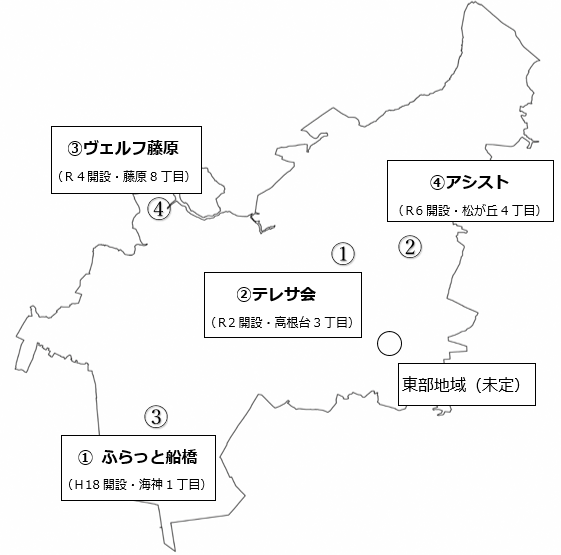 ③ヴェルフ藤原
（Ｒ４開設・藤原８丁目）
④
④アシスト
（Ｒ６開設・松が丘４丁目）
①
②
②テレサ会
（Ｒ２開設・高根台３丁目）
東部地域（未定）
③
① ふらっと船橋
（Ｈ18開設・海神１丁目）